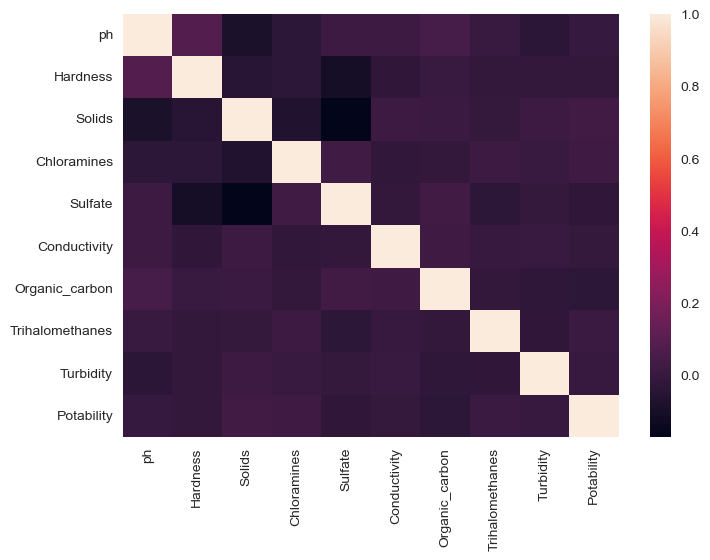 ph
Hardness
Solids
Chloramines
Sulfate
Conductivity
Organic_carbon
Trihalomethanes
Turbidity
Potability
ph
Hardness
Solids
Chloramines
Sulfate
Conductivity
Organic_carbon
Trihalomethanes
Turbidity
Potability
1.0
0.8
0.6
0.4
0.2
0.0